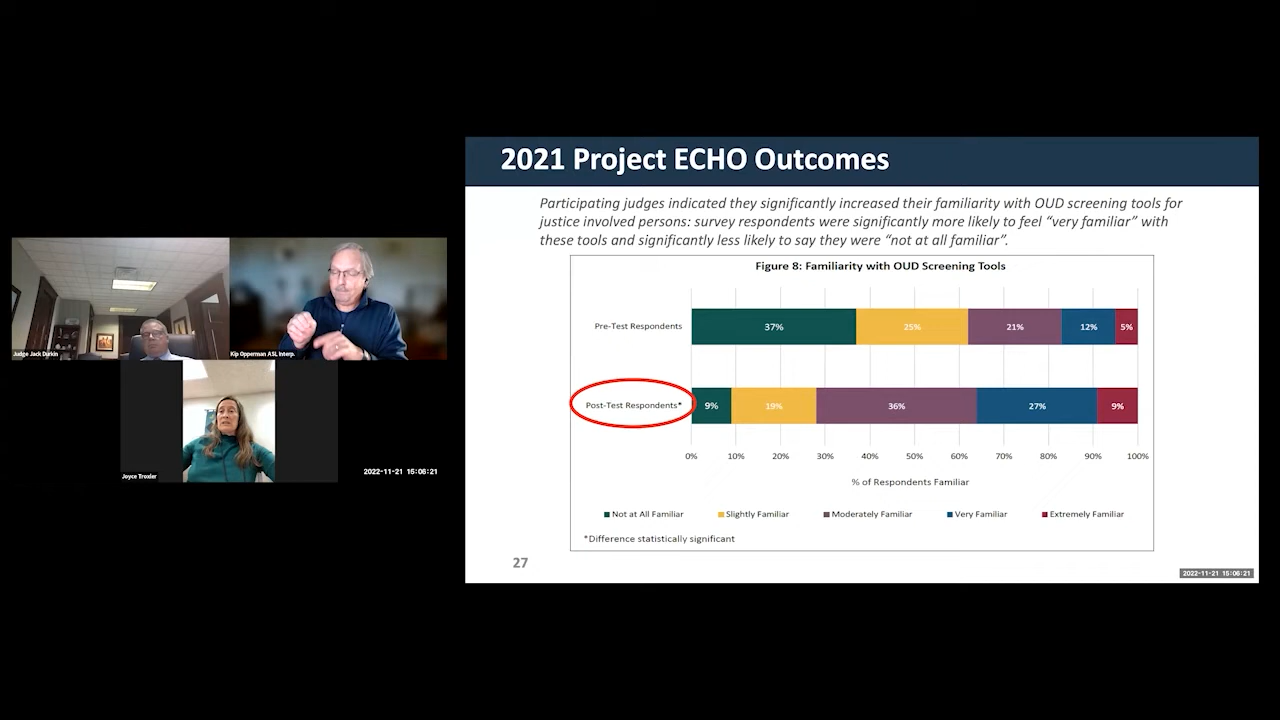 2021 Project ECHO Outcomes
Participating judges indicated they significantly increased their familiarity with OUD screening tools for
justice involved persons: survey respondents were significantly more likely to feel “very familiar” with
these tools and significantly less likely to say they were “not at all familiar”.
Figure 8: Familiarity with OUD Screening Tools
Pre-Test Respondents
37% 25% 21% 12% 5%
Post-Test Respondents*
9% 19% 36% 27% 9%
0% 10% 20% 30% 40% 50% 60% 70% 80% 90% 100%
% of Respondents Familiar
Not at All Familiar Slightly Familiar Moderately Familiar Very Familiar Extremely Familiar
*Difference statistically significant
27
2022-11-21 15:06:21
Judge Jack Durkin
Kip Opperman ASL Interp.
Joyce Troxler
2022-11-21 15:06:21